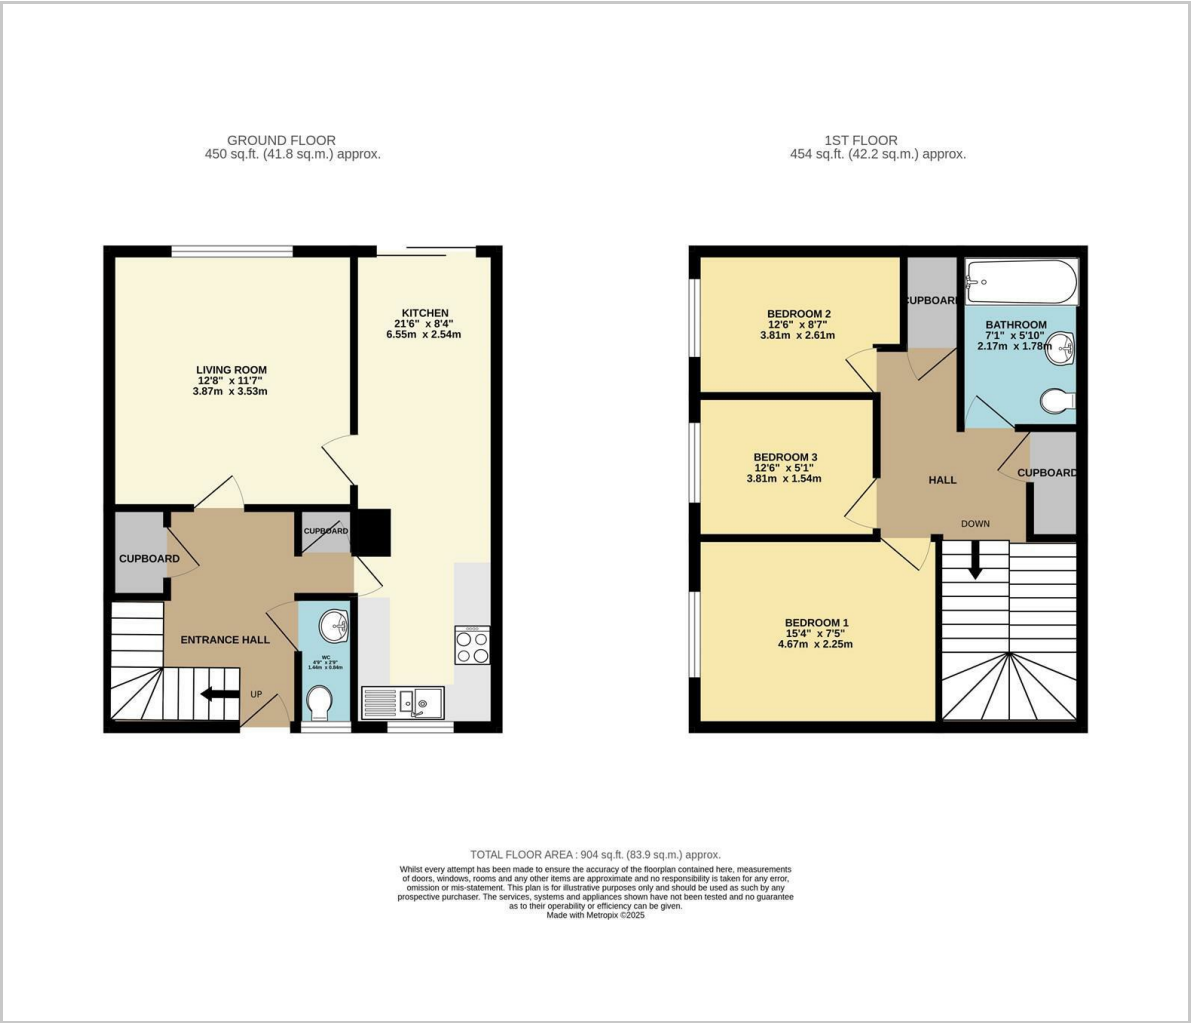 GROUND FLOOR
450 sq.ft. (41.8 sq.m.) approx.
LIVING ROOM
12'8" x 11'7"
3.87m x 3.53m
KITCHEN
21'6" x 8'4"
6.55m x 2.54m
CUPBOARD
CUPBOARD
ENTRANCE HALL
UP
WC
4'9" x 2'9"
1.44m x 0.84m
1ST FLOOR
454 sq.ft. (42.2 sq.m.) approx.
BEDROOM 2
12'6" x 8'7"
3.81m x 2.61m
CUPBOARD
BATHROOM
7'1" x 5'10"
2.17m x 1.78m
BEDROOM 3
12'6" x 5'1"
3.81m x 1.54m
HALL
CUPBOARD
DOWN
BEDROOM 1
15'4" x 7'5"
4.67m x 2.25m
TOTAL FLOOR AREA : 904 sq.ft. (83.9 sq.m.) approx.
Whilst every attempt has been made to ensure the accuracy of the floorplan contained here, measurements
of doors, windows, rooms and any other items are approximate and no responsibility is taken for any error,
omission or mis-statement. This plan is for illustrative purposes only and should be used as such by any
prospective purchaser. The services, systems and appliances shown have not been tested and no guarantee
as to their operability or efficiency can be given.
Made with Metropix ©2025